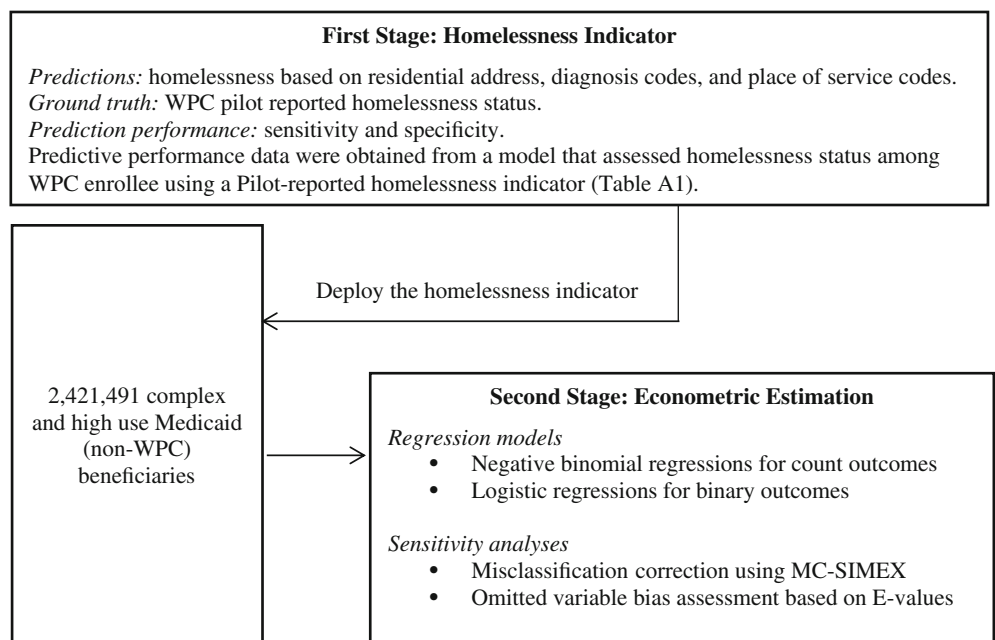 First Stage: Homelessness Indicator
Predictions: homelessness based on residential address, diagnosis codes, and place of service codes.
Ground truth: WPC pilot reported homelessness status.
Prediction performance: sensitivity and specificity.
Predictive performance data were obtained from a model that assessed homelessness status among
WPC enrollee using a Pilot-reported homelessness indicator (Table A1).
Deploy the homelessness indicator
2,421,491 complex
and high use Medicaid
(non-WPC)
beneficiaries
Second Stage: Econometric Estimation
Regression models
• Negative binomial regressions for count outcomes
• Logistic regressions for binary outcomes
Sensitivity analyses
• Misclassification correction using MC-SIMEX
• Omitted variable bias assessment based on E-values